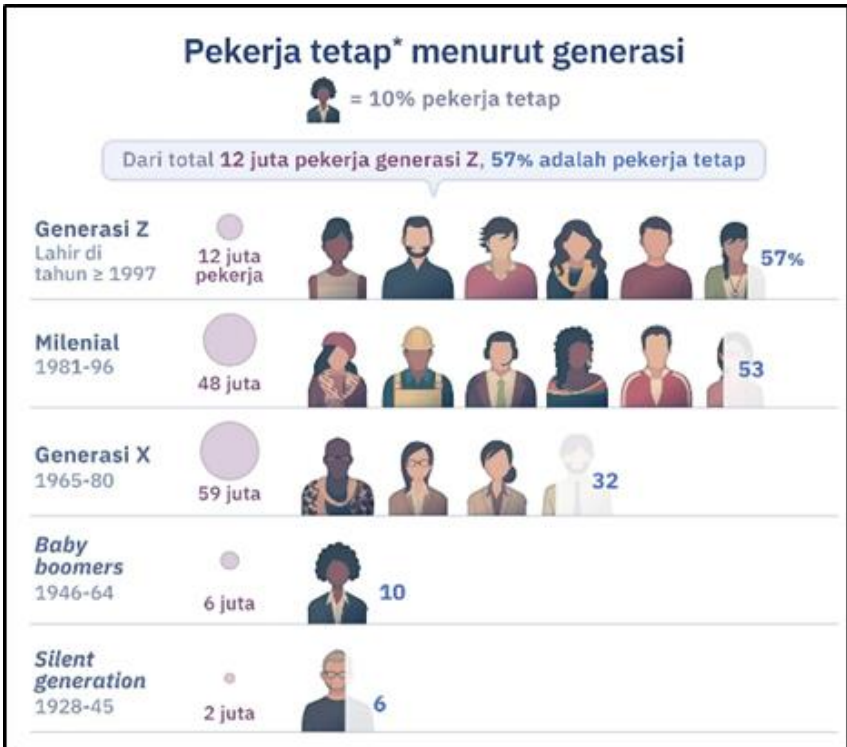 Pekerja tetap* menurut generasi
= 10% pekerja tetap
Dari total 12 juta pekerja generasi Z, 57% adalah pekerja tetap
Generasi Z
Lahir di
tahun ≥ 1997
12 juta
pekerja
57%
Milenial
1981-96
48 juta
53
Generasi X
1965-80
59 juta
32
Baby
boomers
1946-64
6 juta
10
Silent
generation
1928-45
2 juta
6